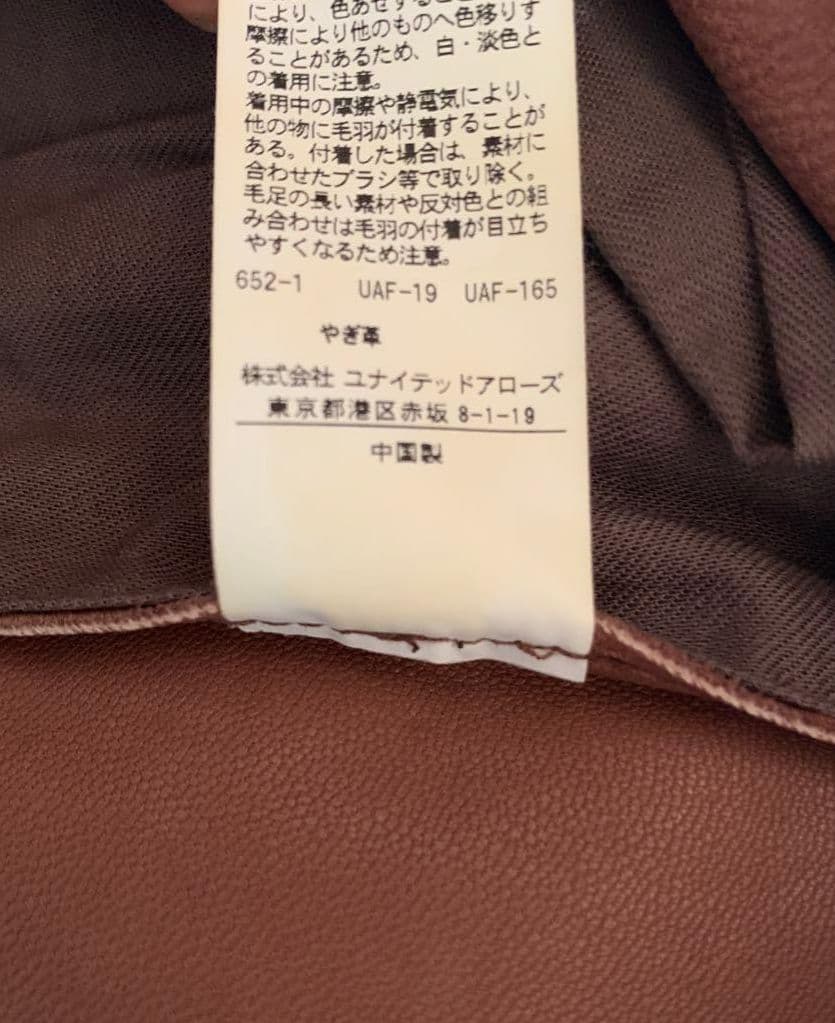 により、色あせすること
摩擦により他のものへ色移りす
ることがあるため、白・淡色と
の着用に注意。
着用中の摩擦や静電気により、
他の物に毛羽が付着することが
ある。付着した場合は、素材に
合わせたブラシ等で取り除く。
毛足の長い素材や反対色との組
み合わせは毛羽の付着が目立ち
やすくなるため注意。
652-1 UAF-19 UAF-165
やぎ革
株式会社 ユナイテッドアローズ
東京都港区赤坂 8-1-19
中国製